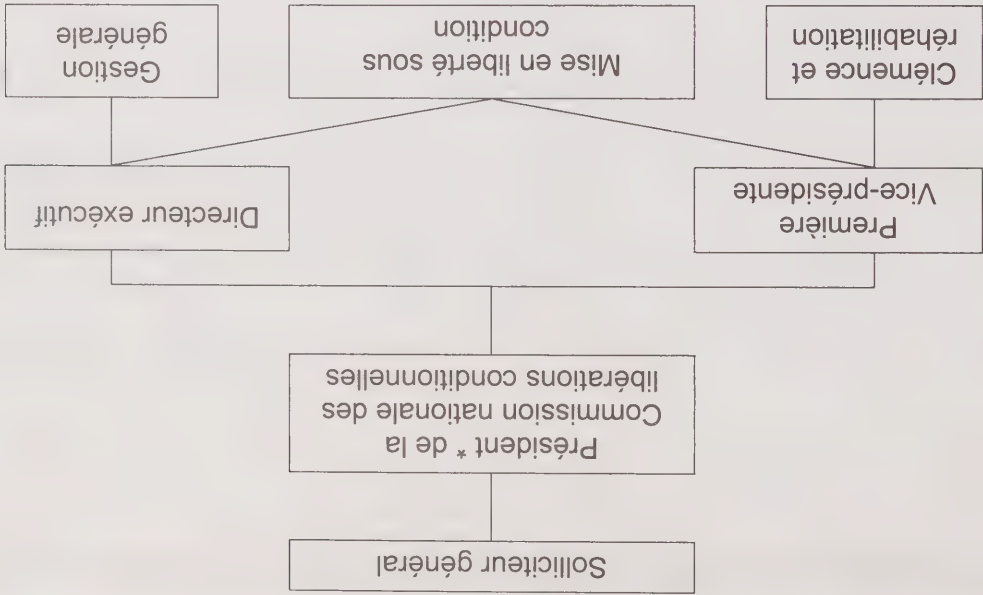 Solliciteur général
Président * de la
Commission nationale des
libérations conditionnelles
Première
Vice-présidente
Directeur exécutif
Clémence et
réhabilitation
Mise en liberté sous
condition
Gestion
générale